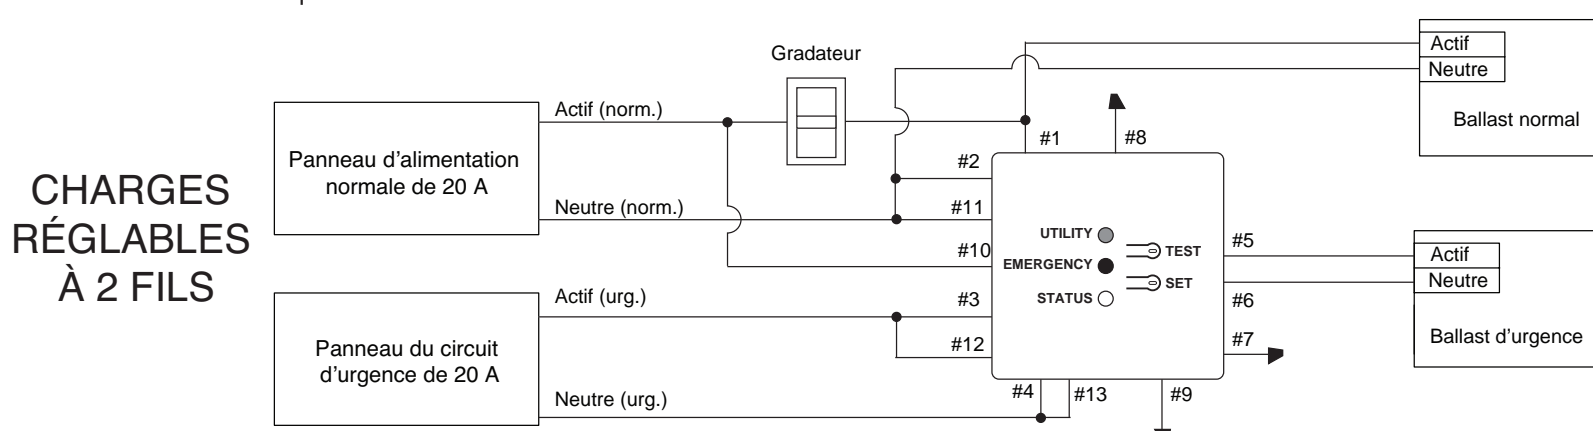 Gradateur
Actif
Neutre
Ballast normal
Actif (norm.)
Panneau d'alimentation
normale de 20 A
Neutre (norm.)
CHARGES
RÉGLABLES
À 2 FILS
#1
#8
#2
#11
#10
UTILITY
EMERGENCY
STATUS
TEST
SET
#5
#6
#7
Actif
Neutre
Ballast d'urgence
Actif (urg.)
Panneau du circuit
d'urgence de 20 A
Neutre (urg.)
#3
#12
#4
#13
#9